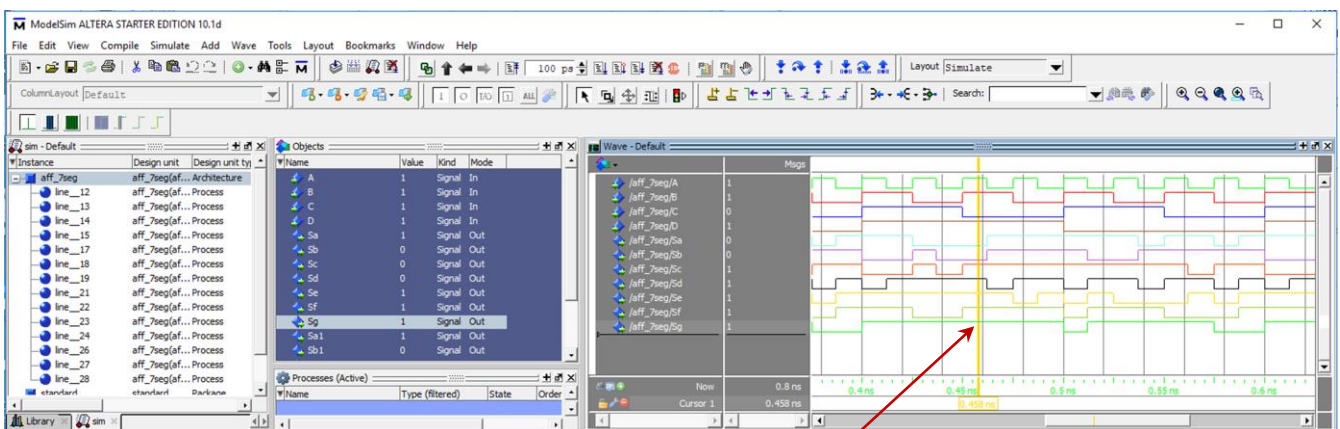 ModelSim ALTERA STARTER EDITION 10.1d
File Edit View Compile Simulate Add Wave Tools Layout Bookmarks Window Help
100 ps
Layout Simulate
ColumnLayout Default
ALL
Search:
sim - Default
Instance Design unit Design unit ty
aff_7seg aff_7seg(af... Architecture
line__12 aff_7seg(af... Process
line__13 aff_7seg(af... Process
line__14 aff_7seg(af... Process
line__15 aff_7seg(af... Process
line__17 aff_7seg(af... Process
line__18 aff_7seg(af... Process
line__19 aff_7seg(af... Process
line__21 aff_7seg(af... Process
line__22 aff_7seg(af... Process
line__23 aff_7seg(af... Process
line__24 aff_7seg(af... Process
line__26 aff_7seg(af... Process
line__27 aff_7seg(af... Process
line__28 aff_7seg(af... Process
standard standard Package
Library sim
Objects
Name Value Kind Mode
A 1 Signal In
B 1 Signal In
C 1 Signal In
D 1 Signal In
Sa 1 Signal Out
Sb 0 Signal Out
Sc 0 Signal Out
Sd 0 Signal Out
Se 1 Signal Out
Sf 1 Signal Out
Sg 1 Signal Out
Sa1 1 Signal Out
Sb1 0 Signal Out
Processes (Active)
Name Type (filtered) State Order
Wave - Default
Msgs
/aff_7seg/A 1
/aff_7seg/B 1
/aff_7seg/C 0
/aff_7seg/D 1
/aff_7seg/Sa 0
/aff_7seg/Sb 0
/aff_7seg/Sc 1
/aff_7seg/Sd 1
/aff_7seg/Se 1
/aff_7seg/Sf 1
/aff_7seg/Sg 1
Now 0.8 ns
0.4 ns 0.45 ns 0.5 ns 0.55 ns 0.6 ns
Cursor 1 0.458 ns
0.458 ns